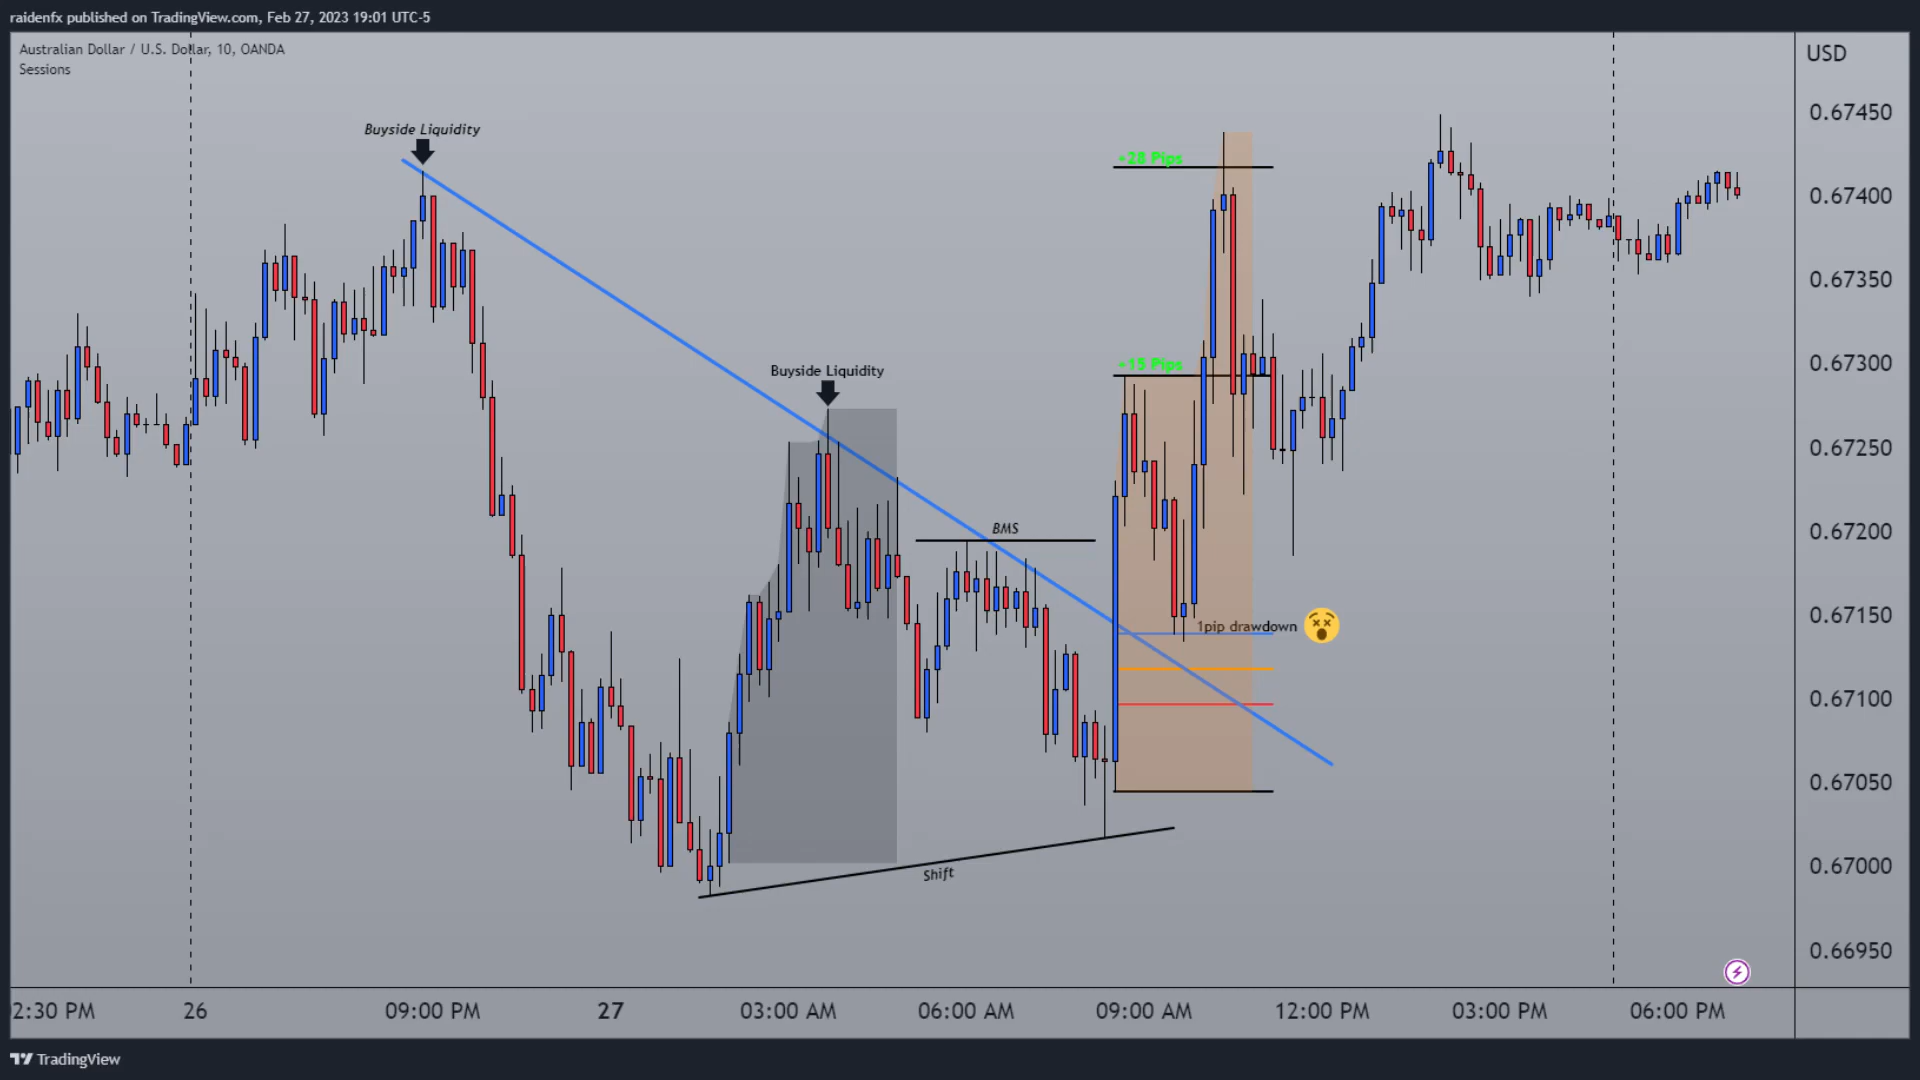 raidenfx published on TradingView.com, Feb 27, 2023 19:01 UTC-5
Australian Dollar / U.S. Dollar, 10, OANDA
Sessions
USD
Buyside Liquidity
+28 Pips
Buyside Liquidity
+15 Pips
BMS
1pip drawdown
Shift
0.67450
0.67400
0.67350
0.67300
0.67250
0.67200
0.67150
0.67100
0.67050
0.67000
0.66950
2:30 PM 26 09:00 PM 27 03:00 AM 06:00 AM 09:00 AM 12:00 PM 03:00 PM 06:00 PM
TradingView